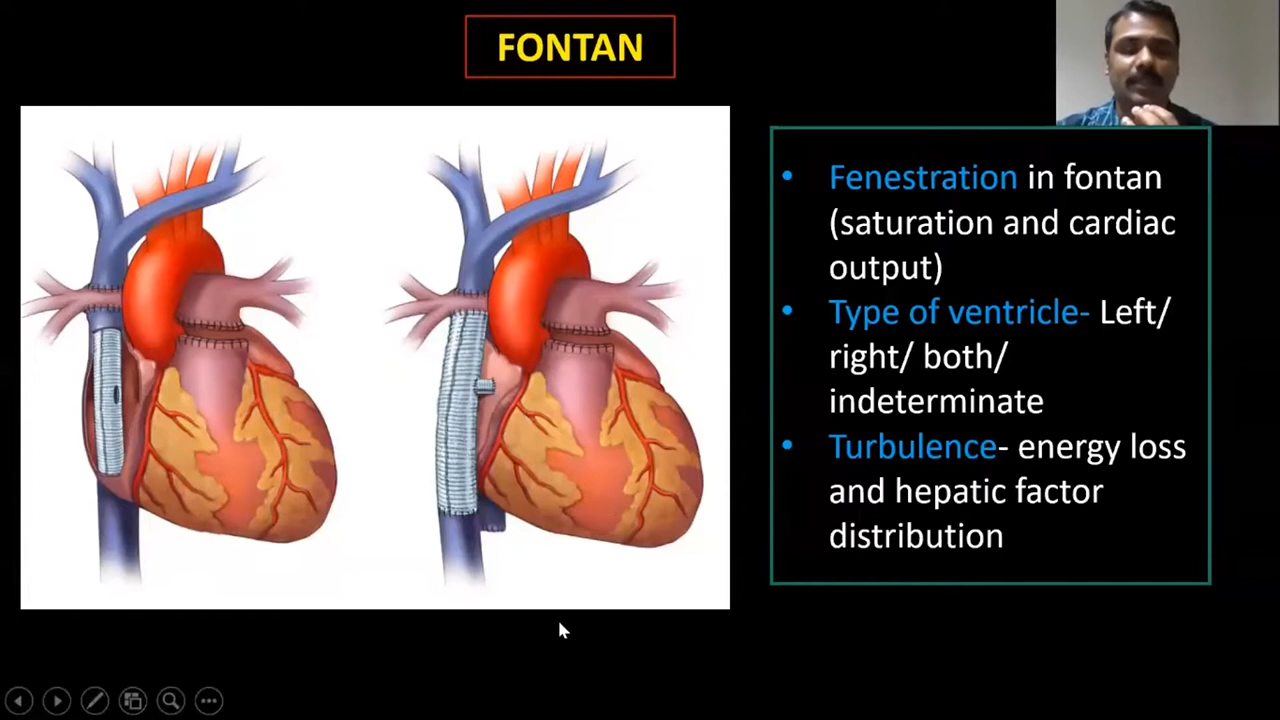 FONTAN
• Fenestration in fontan
(saturation and cardiac
output)
• Type of ventricle- Left/
right/ both/
indeterminate
• Turbulence- energy loss
and hepatic factor
distribution